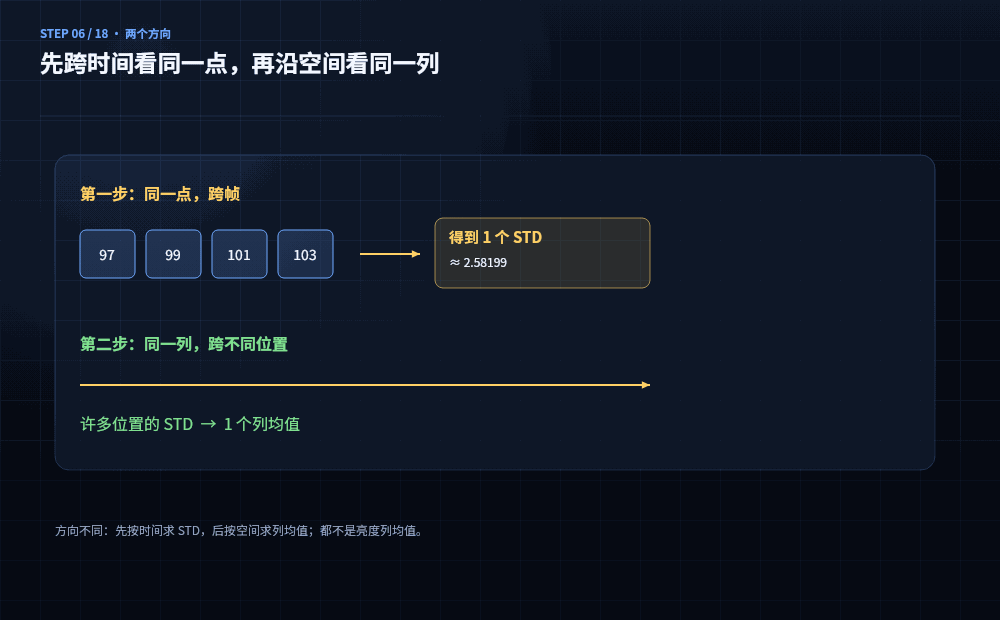 STEP 06 / 18 · 两个方向
先跨时间看同一点，再沿空间看同一列
第一步：同一点，跨帧
97 99 101 103
得到 1 个 STD
≈ 2.58199
第二步：同一列，跨不同位置
许多位置的 STD → 1 个列均值
方向不同：先按时间求 STD，后按空间求列均值；都不是亮度列均值。